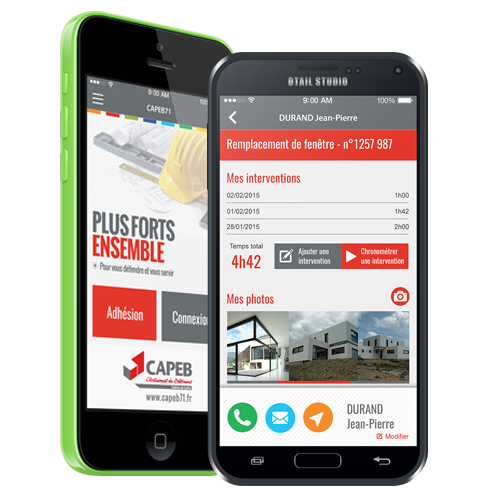 9:00 AM
CAPEB71
PLUS FORTS
ENSEMBLE
Pour vous défendre et vous servir
Adhésion
Connexion
CAPEB
L'Artisanat du Bâtiment
www.capeb71.fr
DTAIL STUDIO
9:00 AM 100%
DURAND Jean-Pierre
Remplacement de fenêtre - n°1257 987
Mes interventions
02/02/2015 1h00
01/02/2015 1h42
28/01/2015 2h00
Temps total
4h42
Ajouter une
intervention
Chronométrer
une intervention
Mes photos
DURAND
Jean-Pierre
Modifier